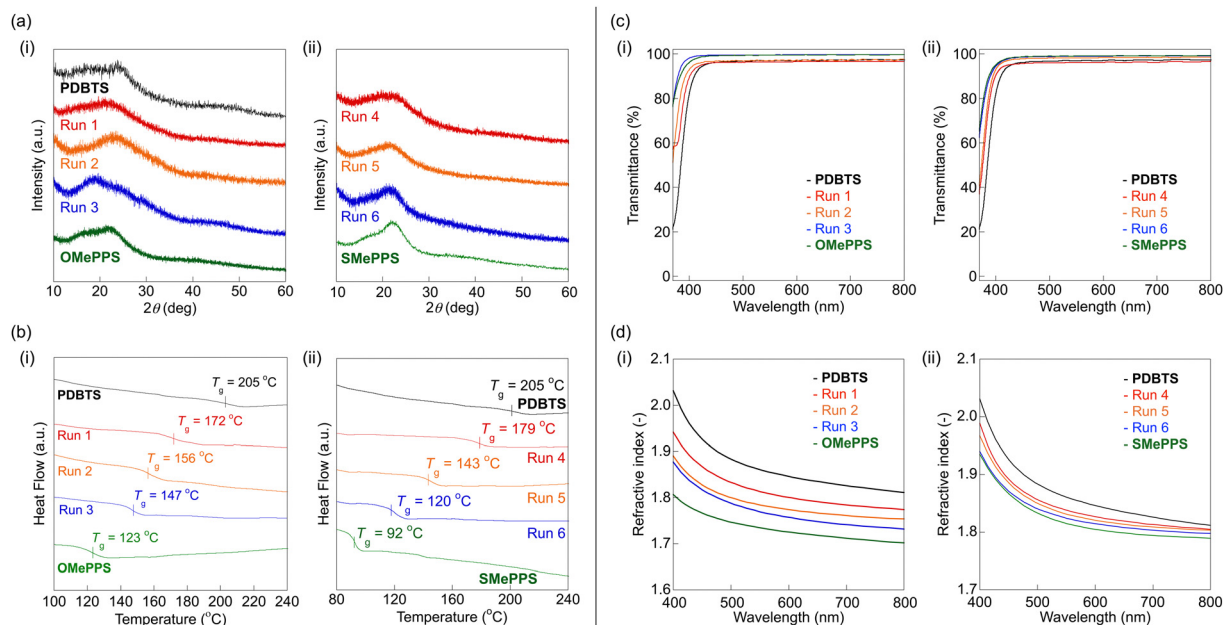 (a)
(i)
PDBTS
Run 1
Run 2
Run 3
OMePPS
Intensity (a.u.)
10 20 30 40 50 60
2θ (deg)
(ii)
Run 4
Run 5
Run 6
SMePPS
Intensity (a.u.)
10 20 30 40 50 60
2θ (deg)
(b)
(i)
Tg = 205 °C
PDBTS
Tg = 172 °C
Run 1
Tg = 156 °C
Run 2
Tg = 147 °C
Run 3
Tg = 123 °C
OMePPS
Heat Flow (a.u.)
100 120 140 160 180 200 220 240
Temperature (°C)
(ii)
Tg = 205 °C
PDBTS
Tg = 179 °C
Run 4
Tg = 143 °C
Run 5
Tg = 120 °C
Run 6
Tg = 92 °C
SMePPS
Heat Flow (a.u.)
80 120 160 200 240
Temperature (°C)
(c)
(i)
100
80
60
40
20
0
Transmittance (%)
PDBTS
Run 1
Run 2
Run 3
OMePPS
400 500 600 700 800
Wavelength (nm)
(ii)
100
80
60
40
20
0
Transmittance (%)
PDBTS
Run 4
Run 5
Run 6
SMePPS
400 500 600 700 800
Wavelength (nm)
(d)
(i)
2.1
2.0
1.9
1.8
1.7
1.6
Refractive index (-)
PDBTS
Run 1
Run 2
Run 3
OMePPS
400 500 600 700 800
Wavelength (nm)
(ii)
2.1
2.0
1.9
1.8
1.7
Refractive index (-)
PDBTS
Run 4
Run 5
Run 6
SMePPS
400 500 600 700 800
Wavelength (nm)